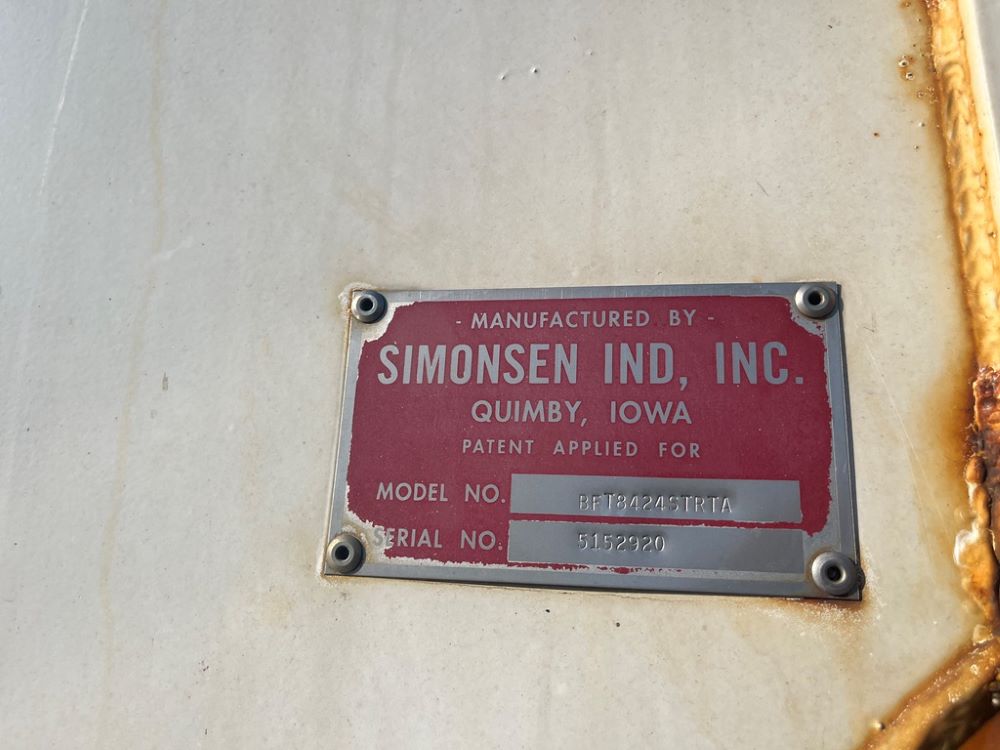 - MANUFACTURED BY -
SIMONSEN IND, INC.
QUIMBY, IOWA
PATENT APPLIED FOR
MODEL NO. BFT8424STRTA
SERIAL NO. 5152920